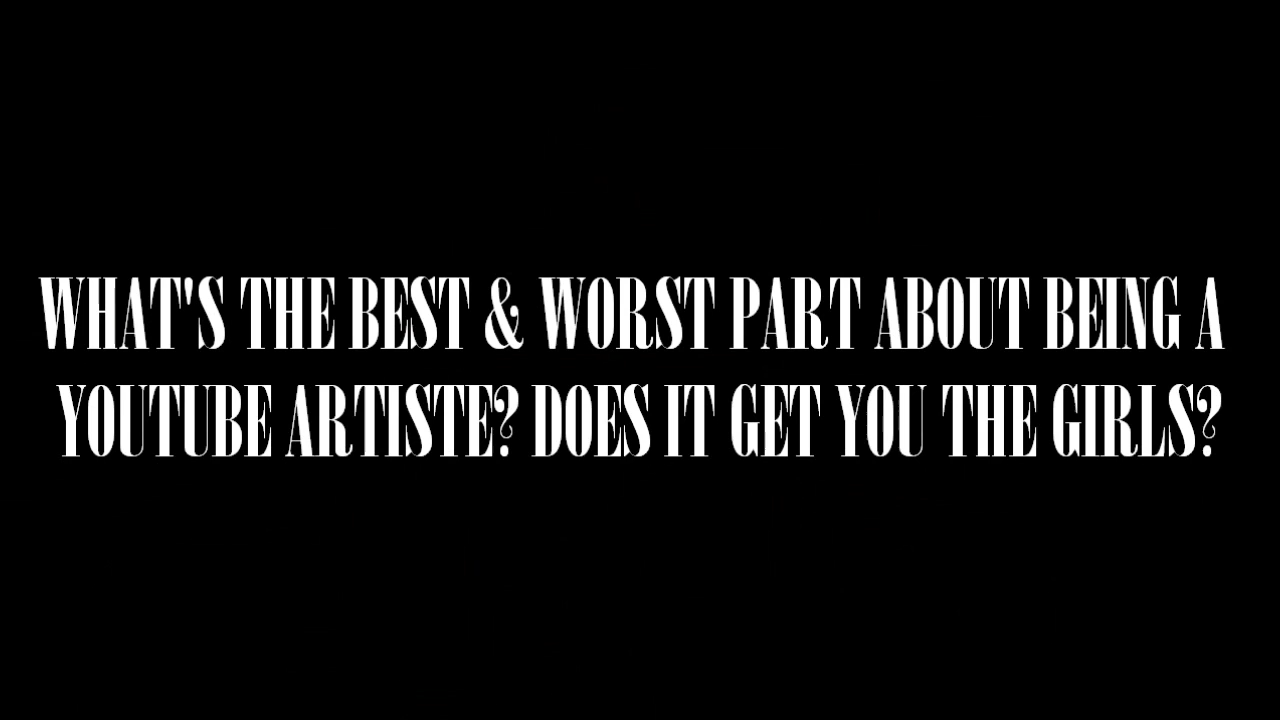 WHAT'S THE BEST & WORST PART ABOUT BEING A
YOUTUBE ARTISTE? DOES IT GET YOU THE GIRLS?